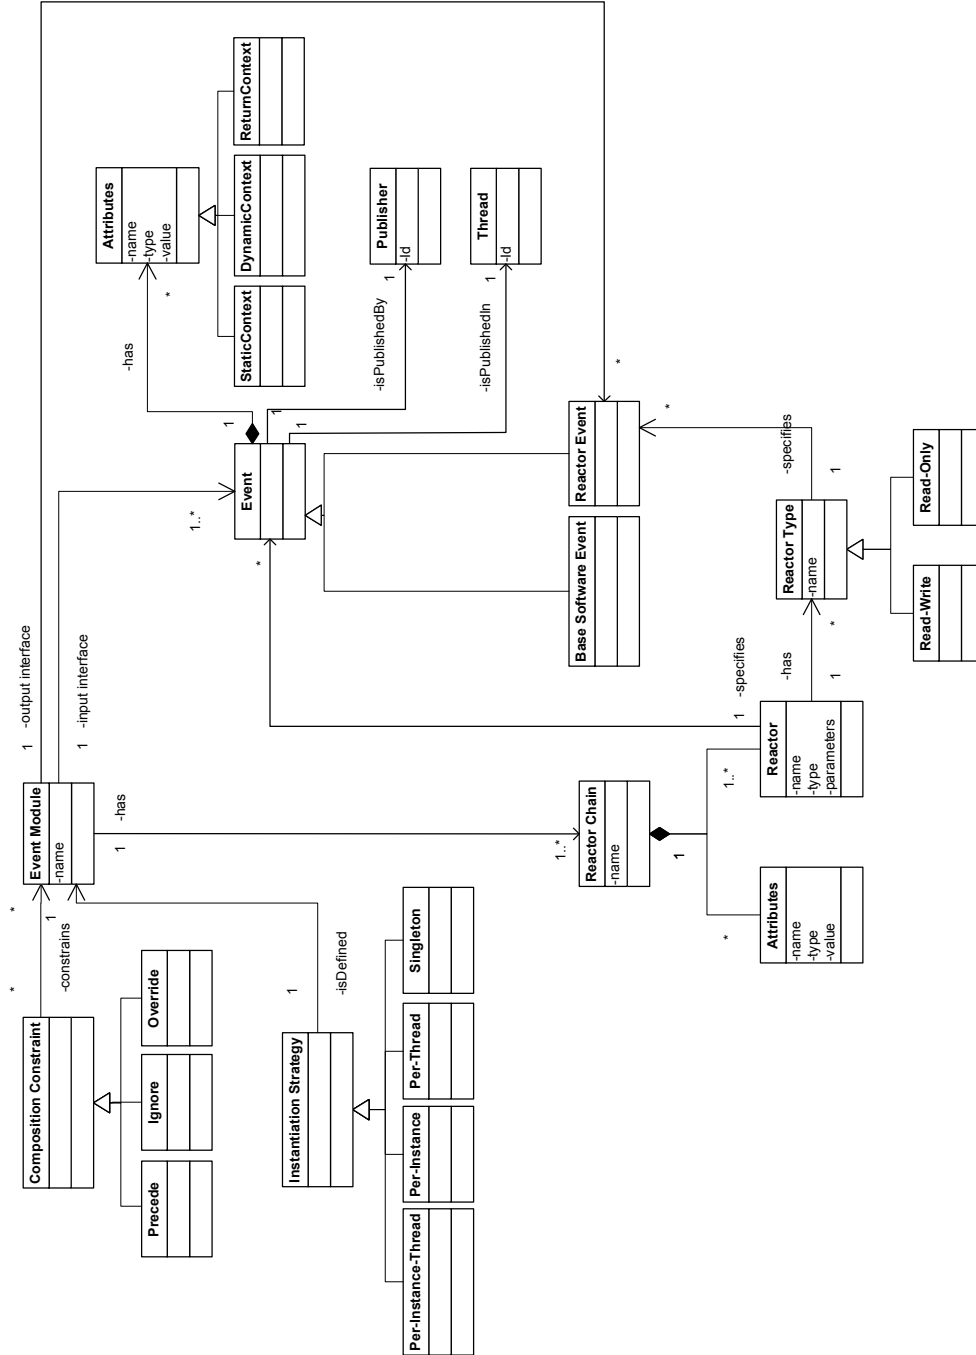 Composition Constraint
Precede
Ignore
Override
*
-constrains
*
1
Event Module
-name
1 -output interface
1 -input interface
1
-has
1..*
Instantiation Strategy
1
-isDefined
Per-Instance-Thread
Per-Instance
Per-Thread
Singleton
Reactor Chain
-name
1
*
1..*
Attributes
-name
-type
-value
Reactor
-name
-type
-parameters
1
-specifies
*
1
-has
*
Reactor Type
-name
Read-Write
Read-Only
1
-specifies
*
Base Software Event
Reactor Event
*
1..*
Event
1
-has
*
Attributes
-name
-type
-value
StaticContext
DynamicContext
ReturnContext
1
-isPublishedBy
1
Publisher
-Id
1
-isPublishedIn
1
Thread
-Id